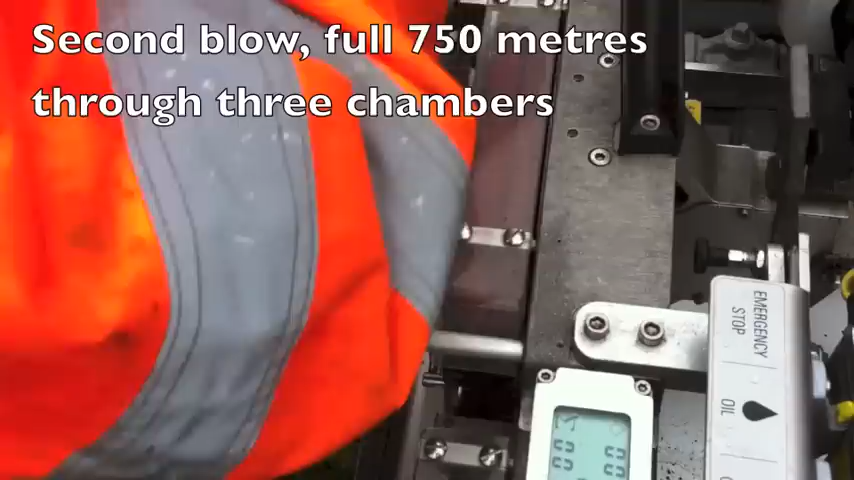 Second blow, full 750 metres
through three chambers
EMERGENCY
STOP
OIL